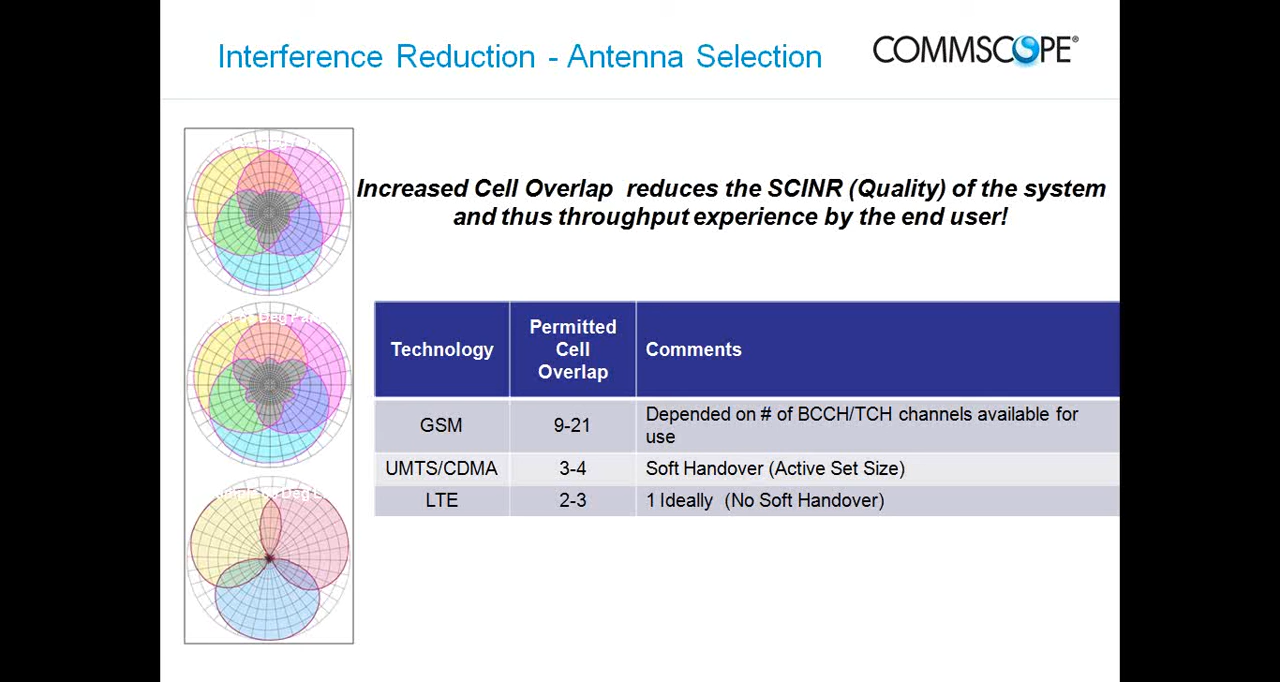 Interference Reduction - Antenna Selection
COMMSCOPE®
Increased Cell Overlap reduces the SCINR (Quality) of the system
and thus throughput experience by the end user!
Technology
Permitted
Cell
Overlap
Comments
GSM
9-21
Depended on # of BCCH/TCH channels available for
use
UMTS/CDMA
3-4
Soft Handover (Active Set Size)
LTE
2-3
1 Ideally (No Soft Handover)